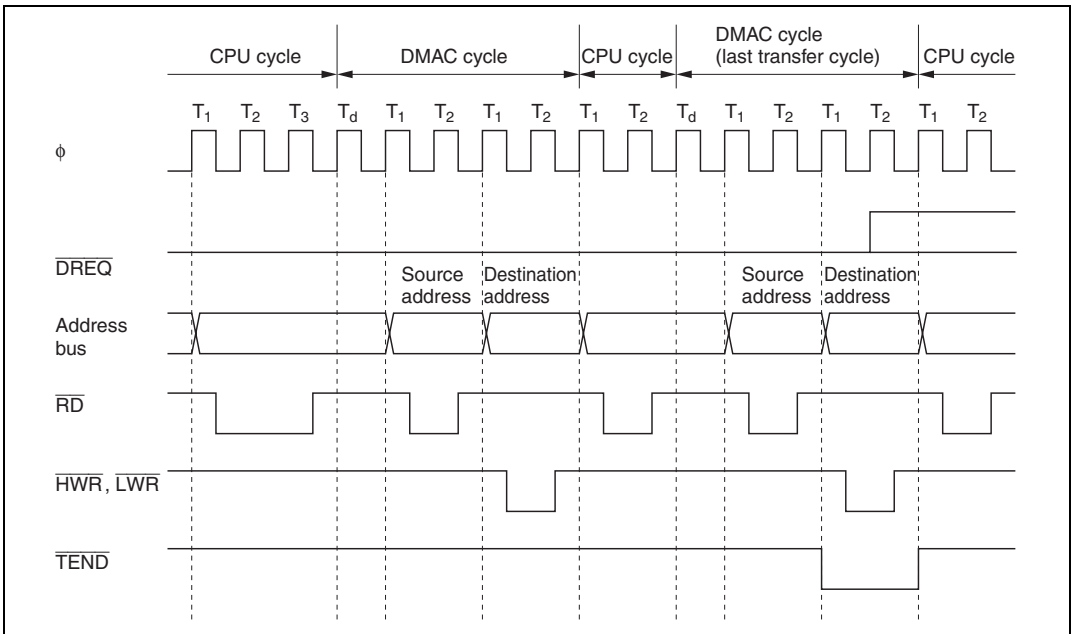 DMAC cycle
(last transfer cycle)
CPU cycle DMAC cycle CPU cycle CPU cycle
T1 T2 T3 Td T1 T2 T1 T2 T1 T2 Td T1 T2 T1 T2 T1 T2
φ
DREQ
Source address Destination address Source address Destination address
Address bus
RD
HWR, LWR
TEND